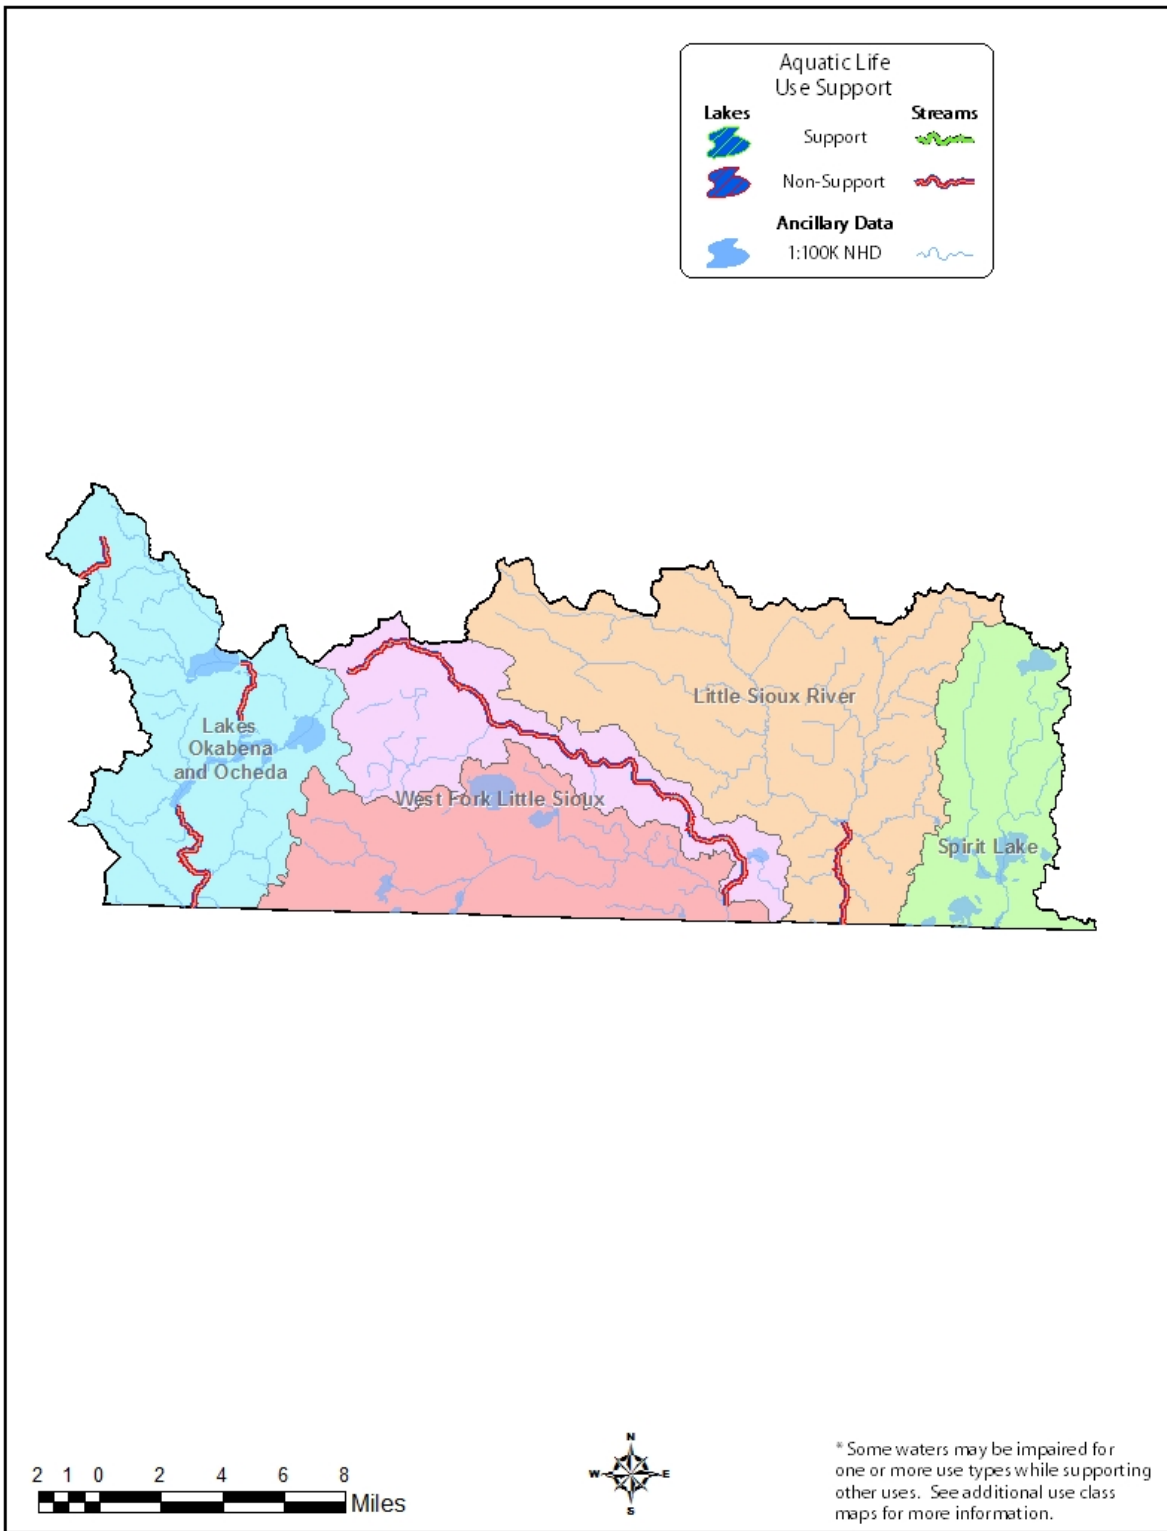 Aquatic Life
Use Support
Lakes Streams
Support
Non-Support
Ancillary Data
1:100K NHD
Little Sioux River
Lakes
Okabena
and Ocheda
West Fork Little Sioux
Spirit Lake
2 1 0 2 4 6 8
Miles
N
W E
S
* Some waters may be impaired for
one or more use types while supporting
other uses. See additional use class
maps for more information.